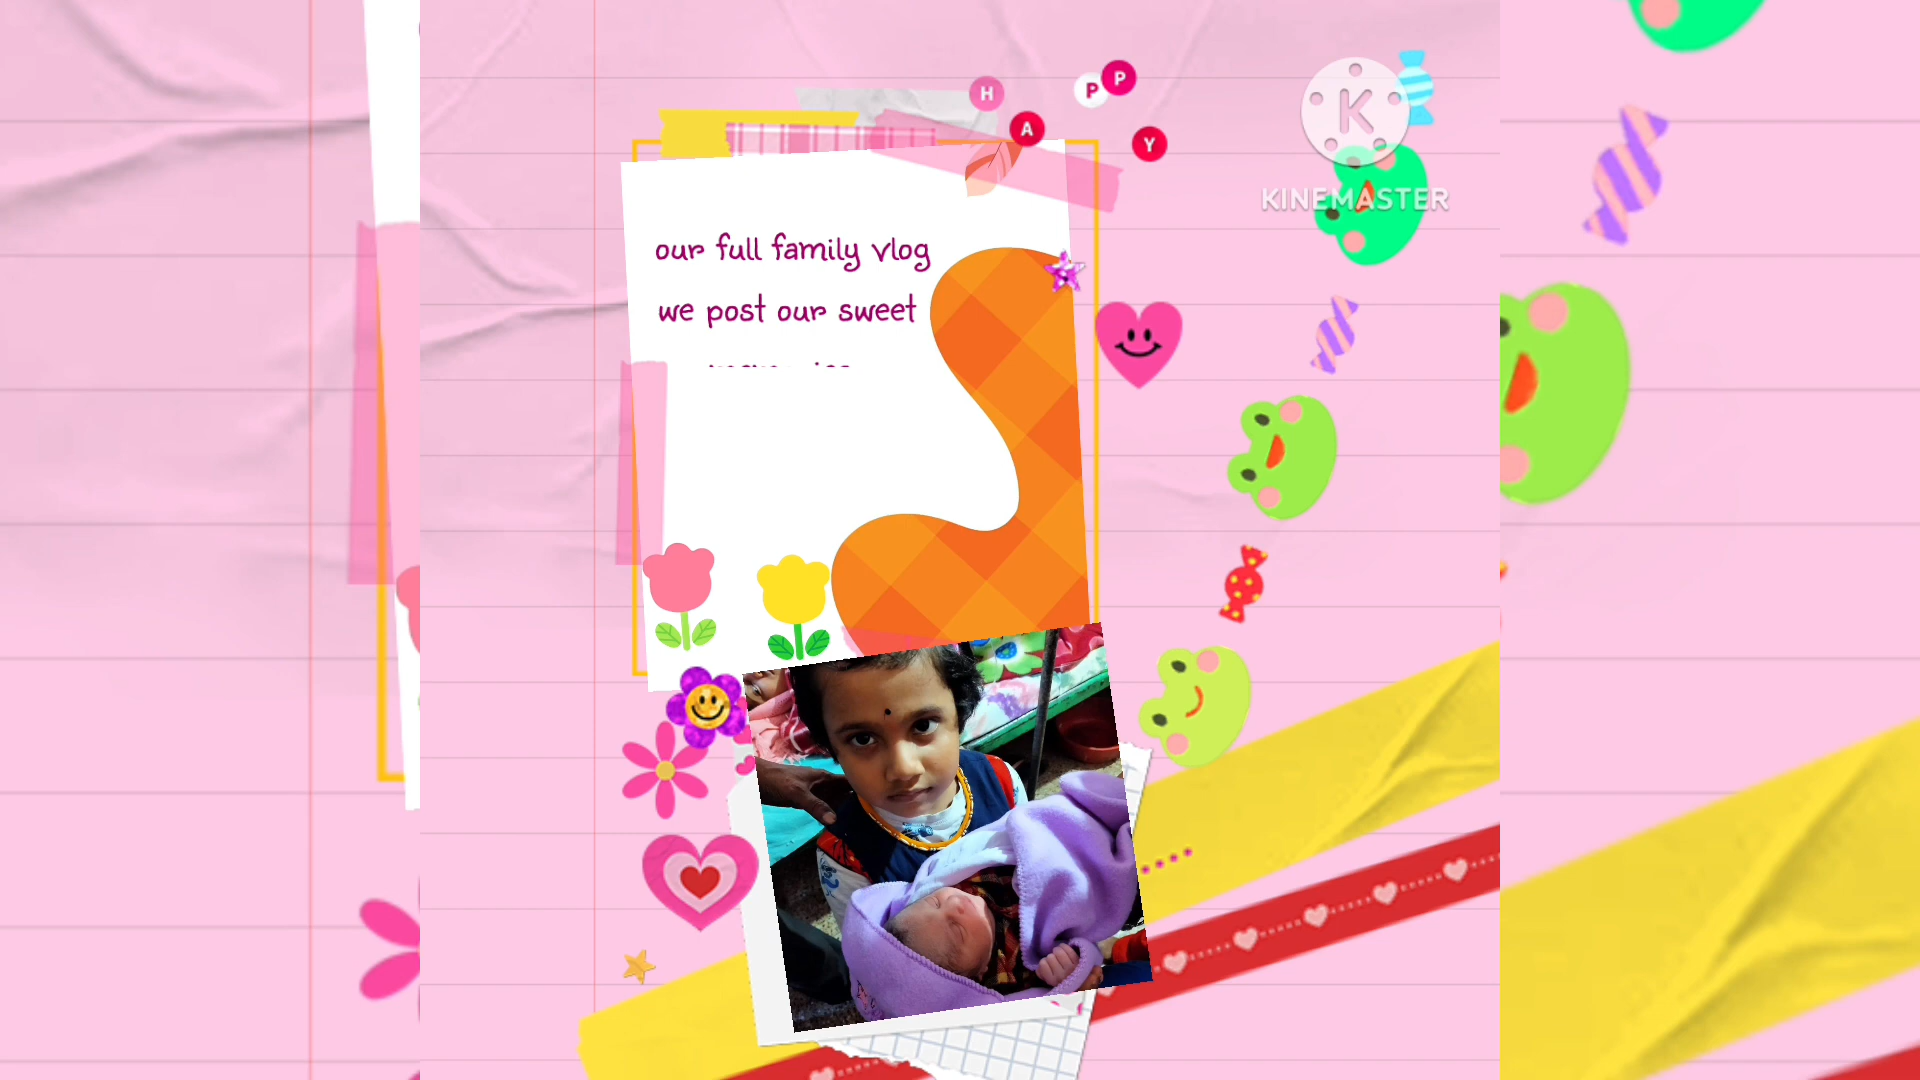 H A P P Y
K
KINEMASTER
our full family vlog
we post our sweet